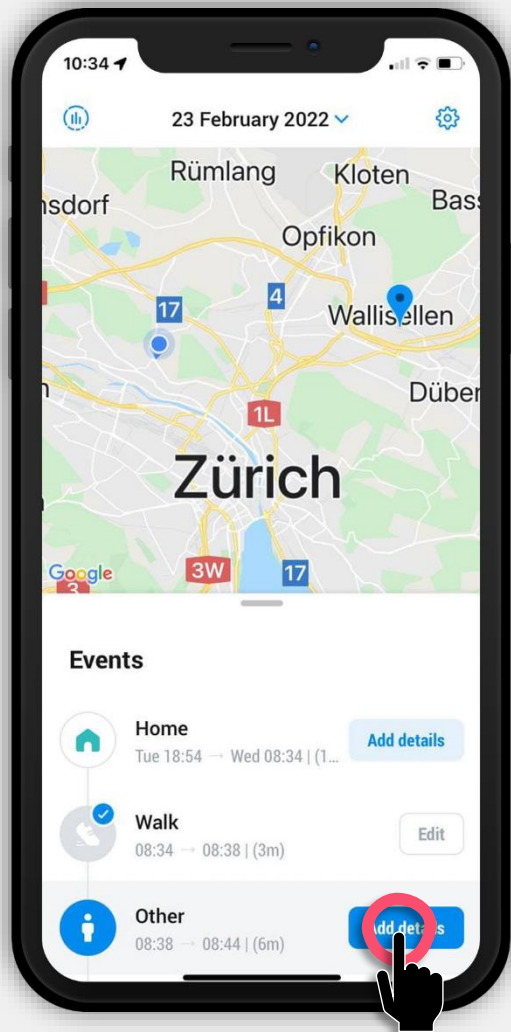 10:34
23 February 2022
Rümlang
Kloten
nsdorf
Bas
Opfikon
4
17
Wallisellen
Düber
1L
Zürich
3W
17
Google
3
Events
Home
Add details
Tue 18:54 → Wed 08:34 | (1...
Walk
Edit
08:34 → 08:38 | (3m)
Other
Add details
08:38 → 08:44 | (6m)